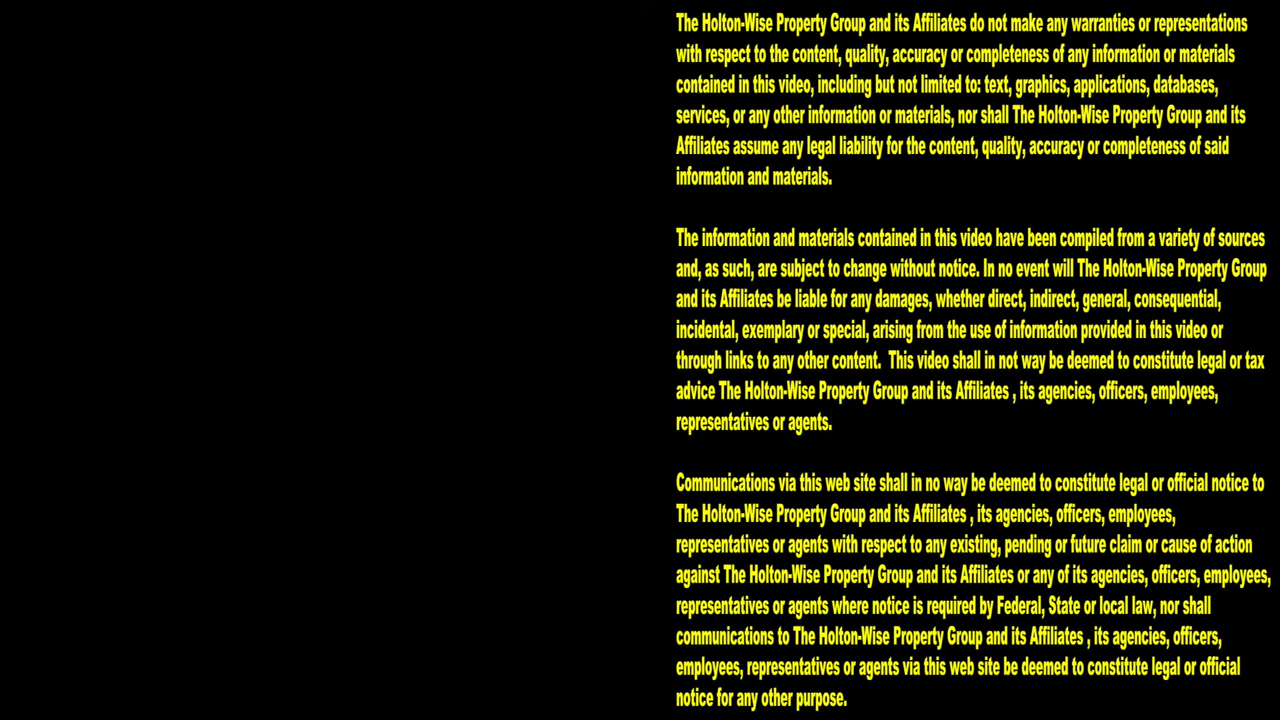 The Holton-Wise Property Group and its Affiliates do not make any warranties or representations
with respect to the content, quality, accuracy or completeness of any information or materials
contained in this video, including but not limited to: text, graphics, applications, databases,
services, or any other information or materials, nor shall The Holton-Wise Property Group and its
Affiliates assume any legal liability for the content, quality, accuracy or completeness of said
information and materials.
The information and materials contained in this video have been compiled from a variety of sources
and, as such, are subject to change without notice. In no event will The Holton-Wise Property Group
and its Affiliates be liable for any damages, whether direct, indirect, general, consequential,
incidental, exemplary or special, arising from the use of information provided in this video or
through links to any other content.  This video shall in not way be deemed to constitute legal or tax
advice The Holton-Wise Property Group and its Affiliates , its agencies, officers, employees,
representatives or agents.
Communications via this web site shall in no way be deemed to constitute legal or official notice to
The Holton-Wise Property Group and its Affiliates , its agencies, officers, employees,
representatives or agents with respect to any existing, pending or future claim or cause of action
against The Holton-Wise Property Group and its Affiliates or any of its agencies, officers, employees,
representatives or agents where notice is required by Federal, State or local law, nor shall
communications to The Holton-Wise Property Group and its Affiliates , its agencies, officers,
employees, representatives or agents via this web site be deemed to constitute legal or official
notice for any other purpose.